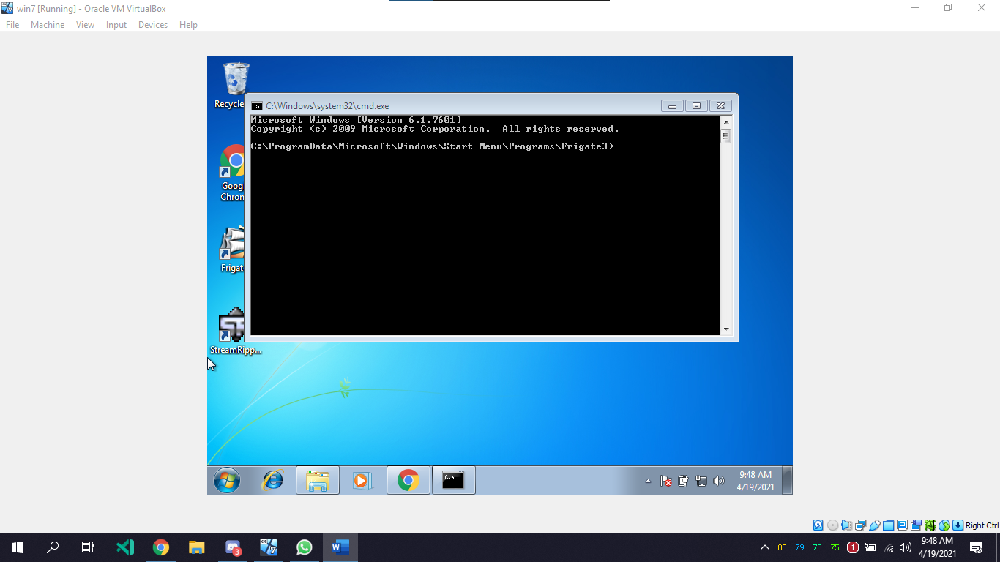 win7 [Running] - Oracle VM VirtualBox
File Machine View Input Devices Help
Recycle
C:\Windows\system32\cmd.exe
Microsoft Windows [Version 6.1.7601]
Copyright (c) 2009 Microsoft Corporation. All rights reserved.
C:\ProgramData\Microsoft\Windows\Start Menu\Programs\Frigate3>
Goog
Chron
Frigat
StreamRipp...
9:48 AM
4/19/2021
Right Ctrl
83 79 75 75 1
9:48 AM
4/19/2021